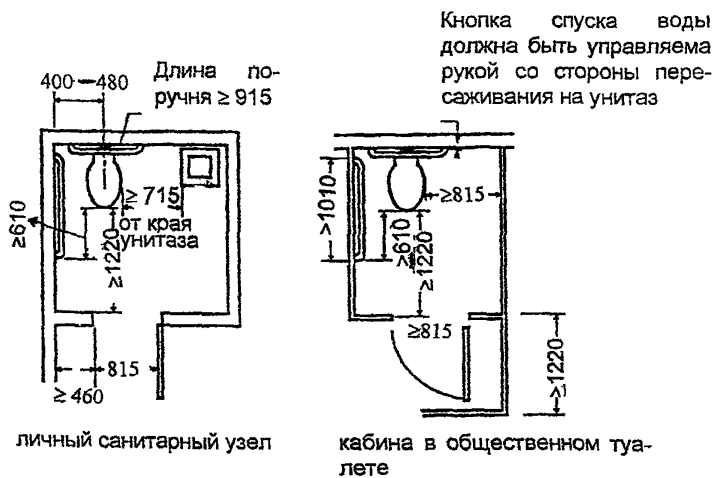 Кнопка спуска воды
должна быть управляема
рукой со стороны пере-
саживания на унитаз
Длина по-
ручня ≥ 915
400 – 480
≥ 715
от края
унитаза
≥610
≥1220
815
≥ 460
>1010
≥815
≥610
≥1220
≥815
>1220
личный санитарный узел
кабина в общественном туа-
лете